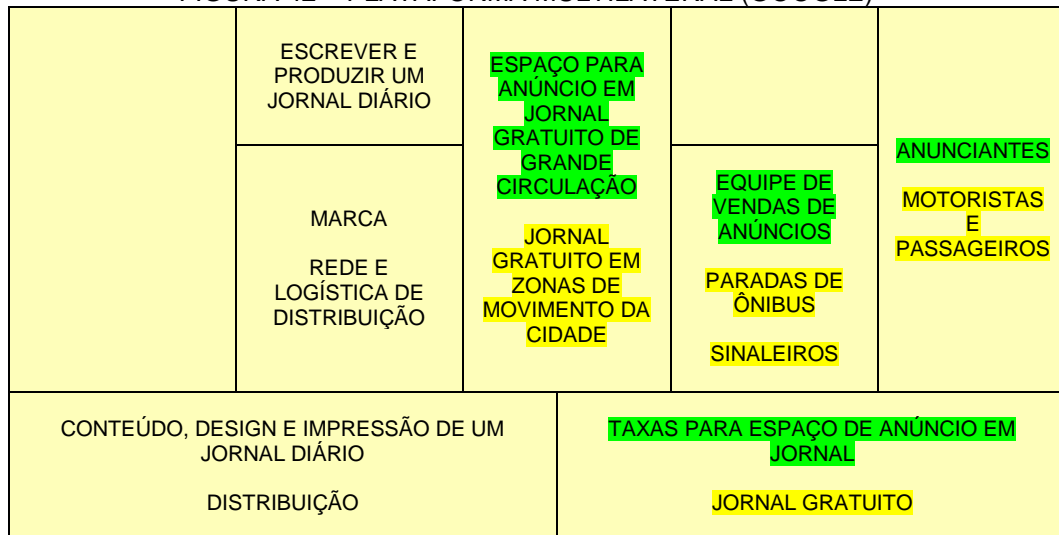 PLATAFORMA MULTILATERAL (GOOGLE)
ESCREVER E
PRODUZIR UM
JORNAL DIÁRIO
MARCA
REDE E
LOGÍSTICA DE
DISTRIBUIÇÃO
ESPAÇO PARA
ANÚNCIO EM
JORNAL
GRATUITO DE
GRANDE
CIRCULAÇÃO
JORNAL
GRATUITO EM
ZONAS DE
MOVIMENTO DA
CIDADE
EQUIPE DE
VENDAS DE
ANÚNCIOS
PARADAS DE
ÔNIBUS
SINALEIROS
ANUNCIANTES
MOTORISTAS
E
PASSAGEIROS
CONTEÚDO, DESIGN E IMPRESSÃO DE UM
JORNAL DIÁRIO
DISTRIBUIÇÃO
TAXAS PARA ESPAÇO DE ANÚNCIO EM
JORNAL
JORNAL GRATUITO